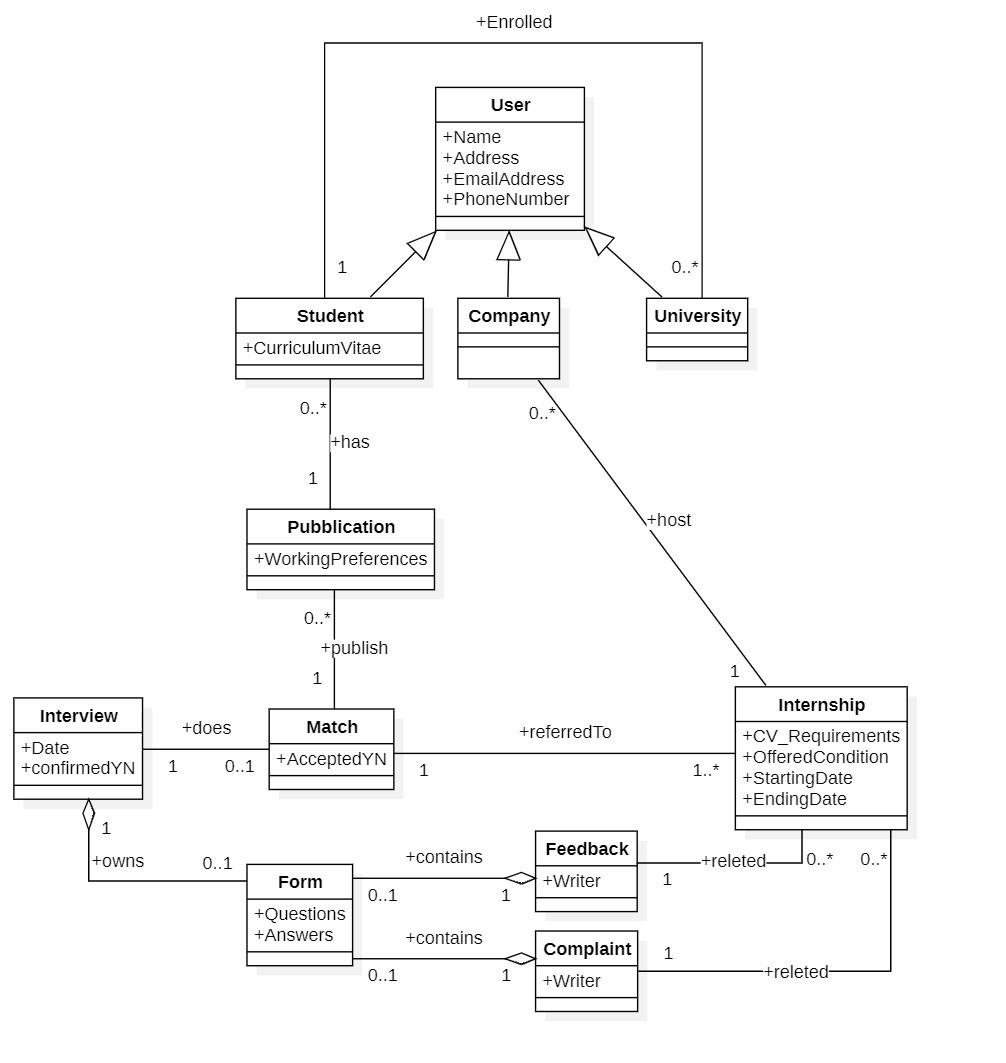 +Enrolled
User
+Name
+Address
+EmailAddress
+PhoneNumber
1
0..*
Student
+CurriculumVitae
Company
University
0..*
+has
1
0..*
+host
1
Pubblication
+WorkingPreferences
0..*
+publish
1
Interview
+Date
+confirmedYN
+does
1
0..1
Match
+AcceptedYN
+referredTo
1
1..*
Internship
+CV_Requirements
+OfferedCondition
+StartingDate
+EndingDate
1
+owns
0..1
Form
+Questions
+Answers
+contains
0..1
1
Feedback
+Writer
+releted
1
0..*
0..*
+contains
0..1
1
Complaint
+Writer
1
+releted